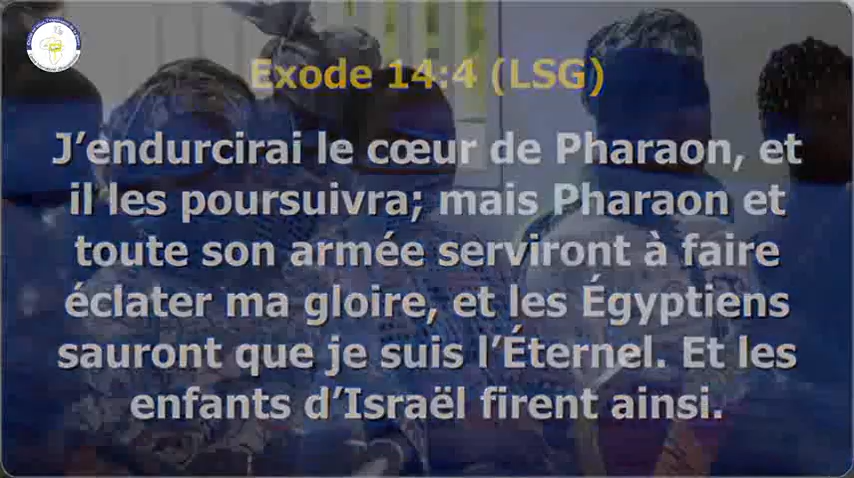 Exode 14:4 (LSG)
J’endurcirai le cœur de Pharaon, et
il les poursuivra; mais Pharaon et
toute son armée serviront à faire
éclater ma gloire, et les Égyptiens
sauront que je suis l’Éternel. Et les
enfants d’Israël firent ainsi.